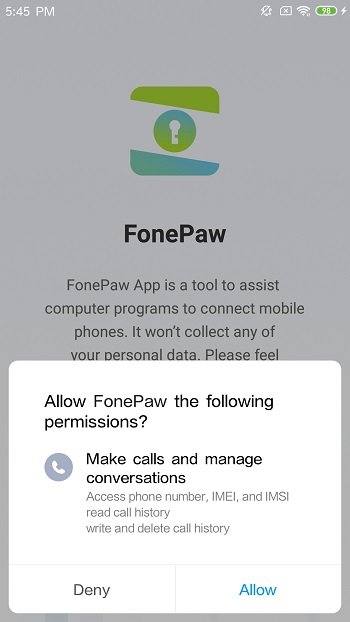 5:45 PM
98
FonePaw
FonePaw App is a tool to assist
computer programs to connect mobile
phones. It won't collect any of
your personal data. Please feel
Allow FonePaw the following
permissions?
Make calls and manage
conversations
Access phone number, IMEI, and IMSI
read call history
write and delete call history
Deny
Allow